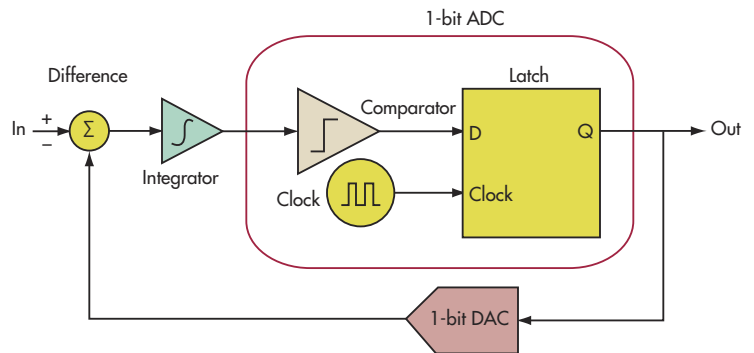 1-bit ADC
Difference
Latch
Comparator
In
+
−
Σ
∫
D
Q
Out
Integrator
Clock
Clock
1-bit DAC